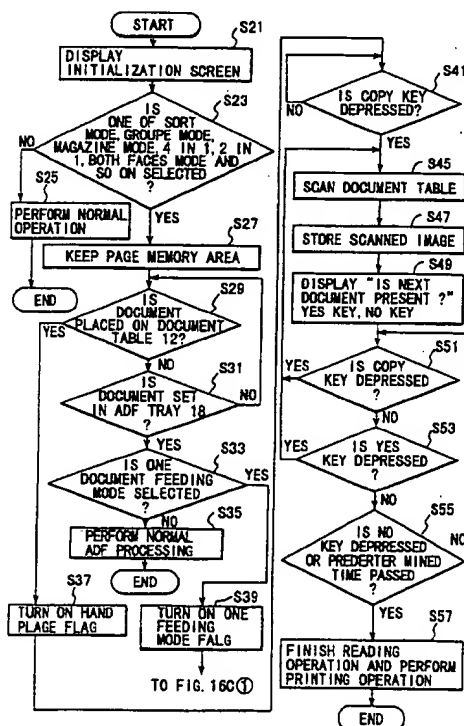 START
S21
DISPLAY
INITIALIZATION SCREEN
S23
IS
ONE OF SORT
MODE, GROUPE MODE,
MAGAZINE MODE, 4 IN 1, 2 IN
1, BOTH FACES MODE AND
SO ON SELECTED
?
NO
S25
PERFORM NORMAL
OPERATION
END
YES
S27
KEEP PAGE MEMORY AREA
S29
IS
DOCUMENT
PLACED ON DOCUMENT
TABLE 12?
YES
NO
S31
IS
DOCUMENT SET
IN ADF TRAY 18
?
NO
YES
S33
IS ONE
DOCUMENT FEEDING
MODE SELECTED
?
YES
NO
S35
PERFORM NORMAL
ADF PROCESSING
END
S37
TURN ON HAND
PLAGE FLAG
S39
TURN ON ONE
FEEDING
MODE FALG
TO FIG. 16C①
S41
IS COPY KEY
DEPRESSED?
NO
YES
S45
SCAN DOCUMENT TABLE
S47
STORE SCANNED IMAGE
S49
DISPLAY "IS NEXT
DOCUMENT PRESENT ?"
YES KEY, NO KEY
S51
IS COPY
KEY DEPRESSED
?
YES
NO
S53
IS YES
KEY DEPRESSED
?
YES
NO
S55
IS NO
KEY DEPRRESSED
OR PREDERTER MINED
TIME PASSED
?
NO
YES
S57
FINISH READING
OPERATION AND PERFORM
PRINTING OPERATION
END